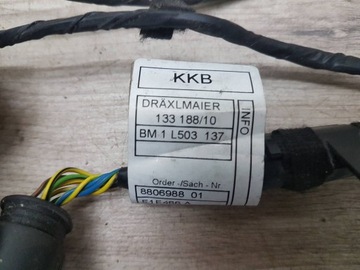 KKB
DRÄXLMAIER
133 188/10
BM 1 L503 137
INFO
Order -/Sach - Nr
8806988 01